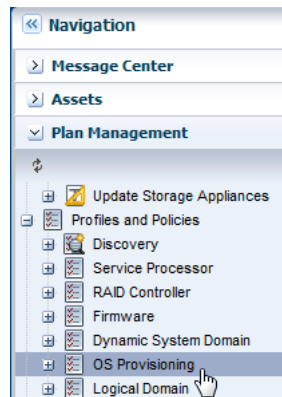 Navigation
Message Center
Assets
Plan Management
Update Storage Appliances
Profiles and Policies
Discovery
Service Processor
RAID Controller
Firmware
Dynamic System Domain
OS Provisioning
Logical Domain